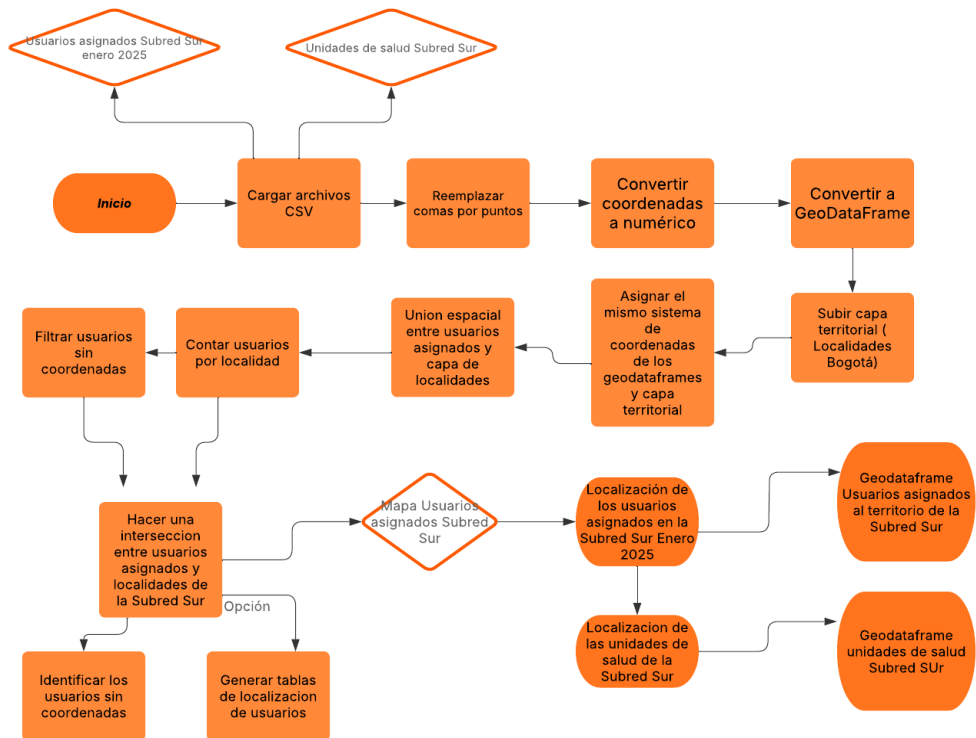 Usuarios asignados Subred Sur
enero 2025
Unidades de salud Subred Sur
Inicio
Cargar archivos
CSV
Reemplazar
comas por puntos
Convertir
coordenadas
a numérico
Convertir a
GeoDataFrame
Subir capa
territorial (
Localidades
Bogotá)
Asignar el
mismo sistema de
coordenadas
de los
geodataframes
y capa
territorial
Union espacial
entre usuarios
asignados y
capa de
localidades
Contar usuarios
por localidad
Filtrar usuarios
sin
coordenadas
Hacer una
interseccion
entre usuarios
asignados y
localidades de
la Subred Sur
Opción
Identificar los
usuarios sin
coordenadas
Generar tablas
de localizacion
de usuarios
Mapa Usuarios
asignados Subred
Sur
Localización de
los usuarios
asignados en la
Subred Sur Enero
2025
Geodataframe
Usuarios asignados
al territorio de la
Subred Sur
Localizacion de
las unidades de
salud de la
Subred Sur
Geodataframe
unidades de salud
Subred SUr